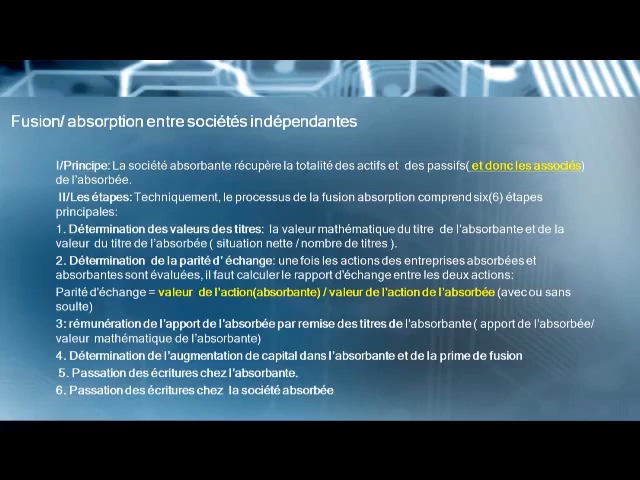 Fusion/ absorption entre sociétés indépendantes
I/Principe: La société absorbante récupère la totalité des actifs et des passifs( et donc les associés)
de l'absorbée.
II/Les étapes: Techniquement, le processus de la fusion absorption comprend six(6) étapes
principales:
1. Détermination des valeurs des titres: la valeur mathématique du titre de l'absorbante et de la
valeur du titre de l'absorbée ( situation nette / nombre de titres ).
2. Détermination de la parité d' échange: une fois les actions des entreprises absorbées et
absorbantes sont évaluées, il faut calculer le rapport d'échange entre les deux actions:
Parité d'échange = valeur de l'action(absorbante) / valeur de l'action de l'absorbée (avec ou sans
soulte)
3: rémunération de l'apport de l'absorbée par remise des titres de l'absorbante ( apport de l'absorbée/
valeur mathématique de l'absorbante)
4. Détermination de l'augmentation de capital dans l'absorbante et de la prime de fusion
5. Passation des écritures chez l'absorbante.
6. Passation des écritures chez la société absorbée